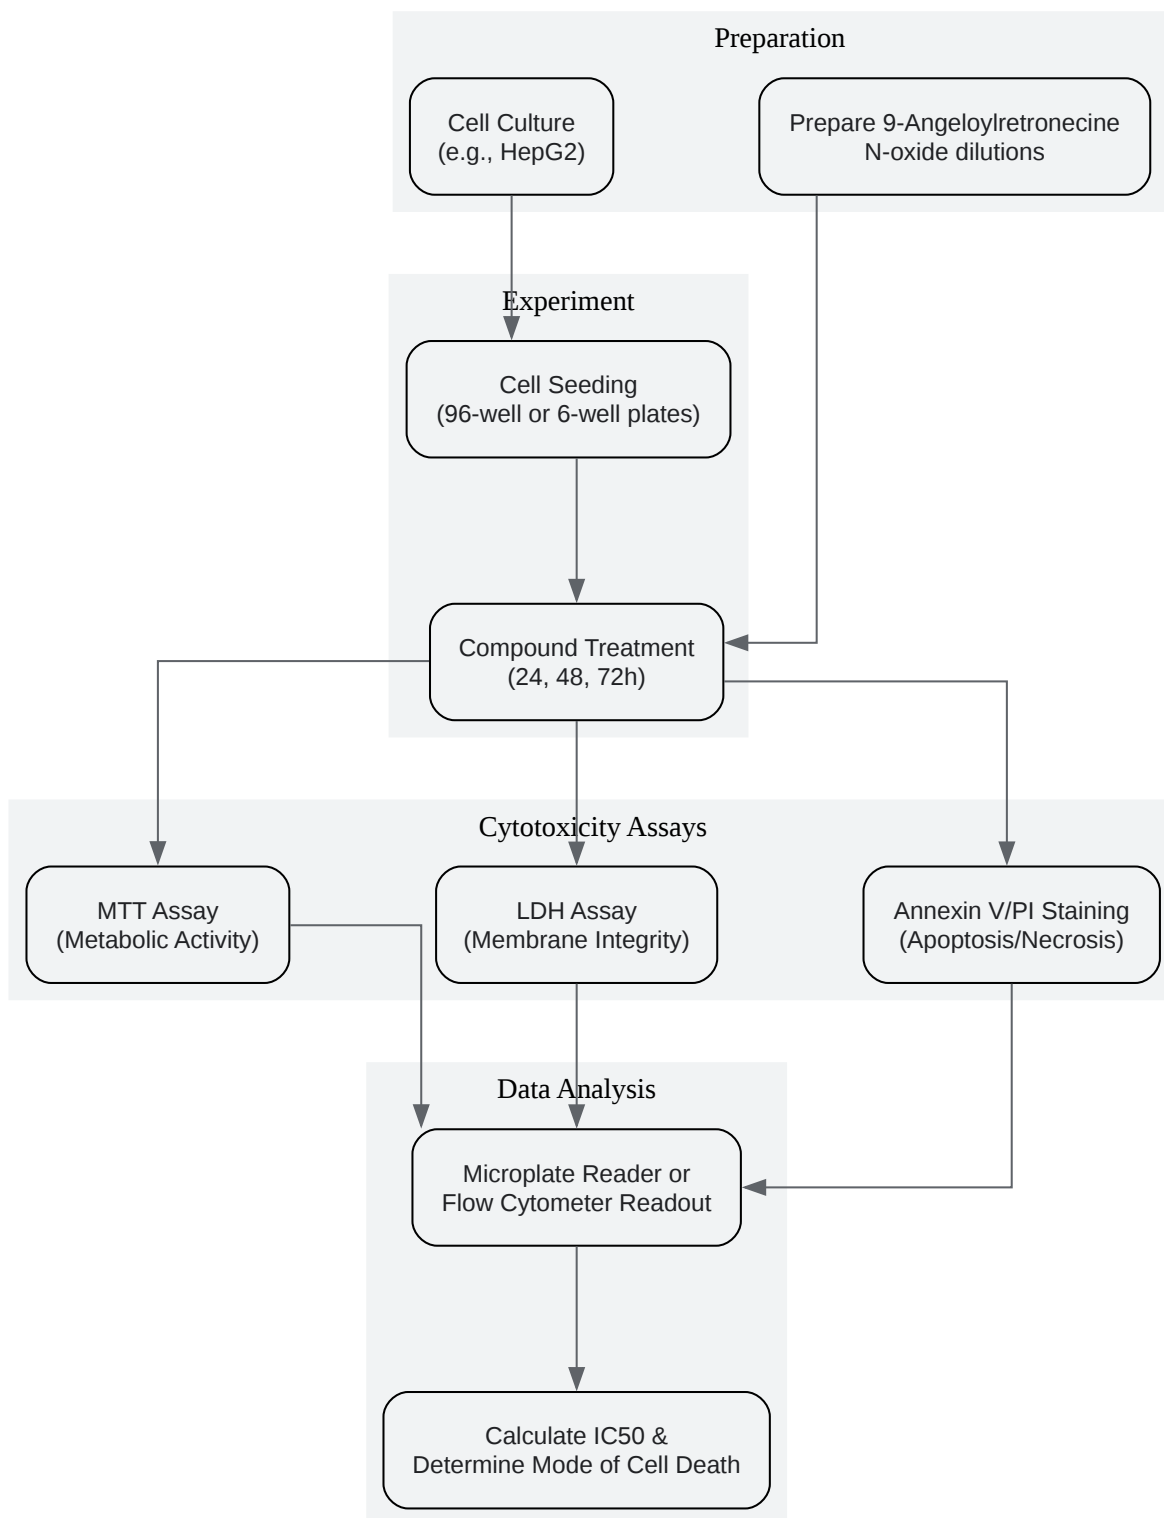 Preparation
Cell Culture
(e.g., HepG2)
Prepare 9-Angeloylretronecine
N-oxide dilutions
Experiment
Cell Seeding
(96-well or 6-well plates)
Compound Treatment
(24, 48, 72h)
Cytotoxicity Assays
MTT Assay
(Metabolic Activity)
LDH Assay
(Membrane Integrity)
Annexin V/PI Staining
(Apoptosis/Necrosis)
Data Analysis
Microplate Reader or
Flow Cytometer Readout
Calculate IC50 &
Determine Mode of Cell Death